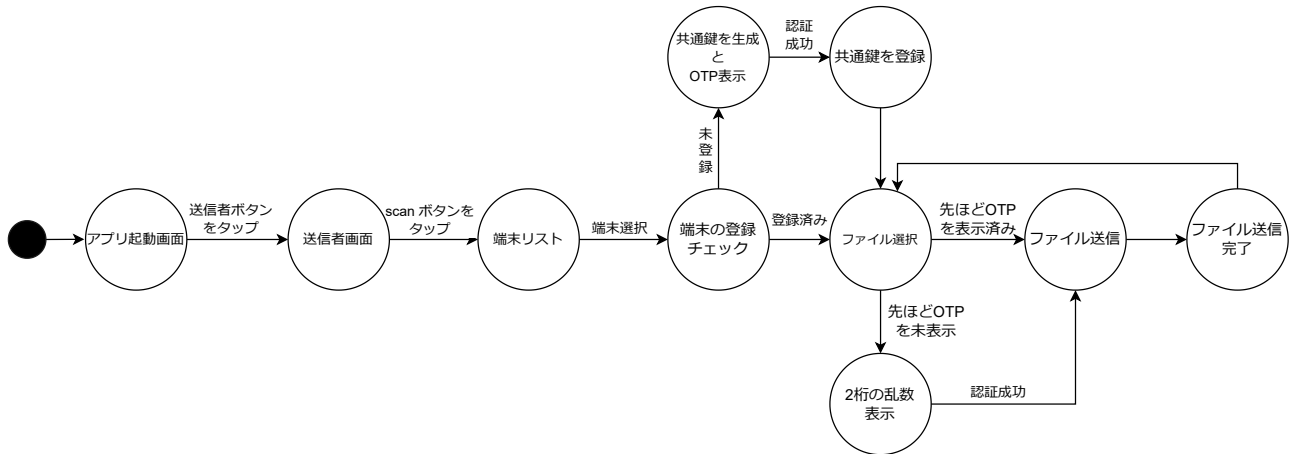 共通鍵を生成
と
OTP表示
認証
成功
共通鍵を登録
未
登
録
アプリ起動画面
送信者ボタン
をタップ
送信者画面
scan ボタンを
タップ
端末リスト
端末選択
端末の登録
チェック
登録済み
ファイル選択
先ほどOTP
を表示済み
ファイル送信
ファイル送信
完了
先ほどOTP
を未表示
2桁の乱数
表示
認証成功